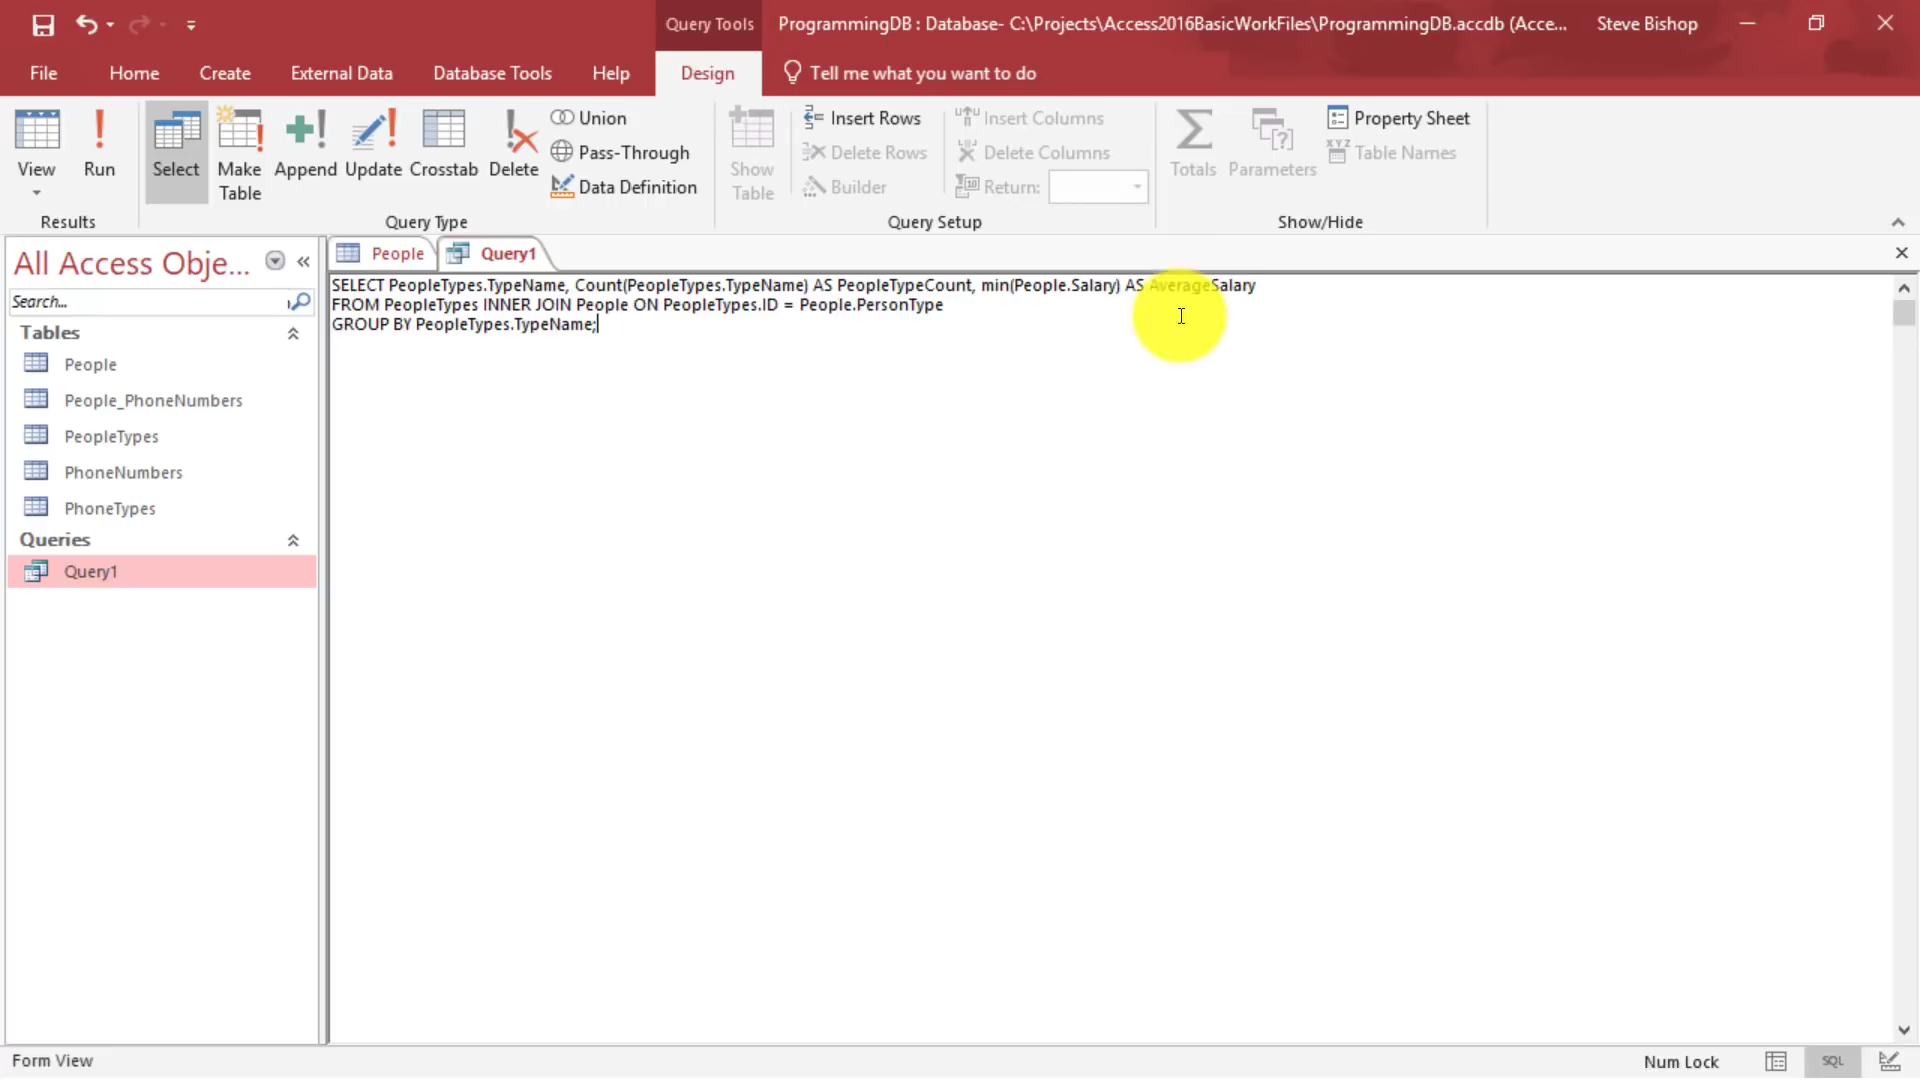 Query Tools
ProgrammingDB : Database- C:\Projects\Access2016BasicWorkFiles\ProgrammingDB.accdb (Acce...
Steve Bishop
File
Home
Create
External Data
Database Tools
Help
Design
Tell me what you want to do
View
Run
Results
Select
Make Table
Append
Update
Crosstab
Delete
Union
Pass-Through
Data Definition
Query Type
Show Table
Insert Rows
Delete Rows
Builder
Insert Columns
Delete Columns
Return:
Query Setup
Totals
Parameters
Property Sheet
Table Names
Show/Hide
All Access Obje...
Search...
Tables
People
People_PhoneNumbers
PeopleTypes
PhoneNumbers
PhoneTypes
Queries
Query1
People
Query1
SELECT PeopleTypes.TypeName, Count(PeopleTypes.TypeName) AS PeopleTypeCount, min(People.Salary) AS AverageSalary
FROM PeopleTypes INNER JOIN People ON PeopleTypes.ID = People.PersonType
GROUP BY PeopleTypes.TypeName;
Form View
Num Lock
SQL